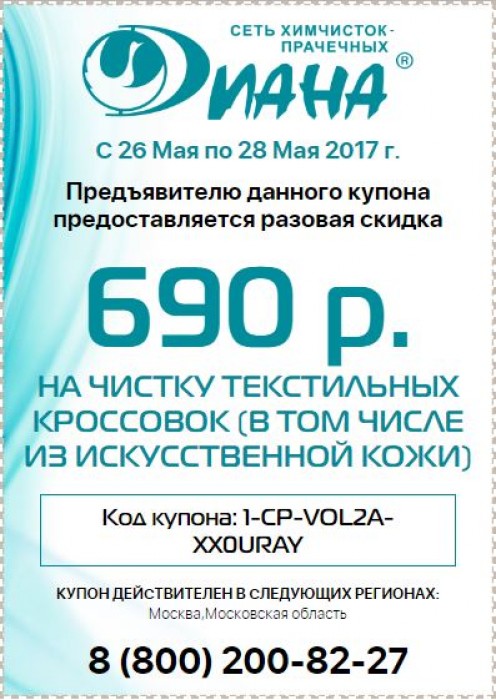 СЕТЬ ХИМЧИСТОК-
ПРАЧЕЧНЫХ
ДИАНА®
С 26 Мая по 28 Мая 2017 г.
Предъявителю данного купона
предоставляется разовая скидка
690 р.
НА ЧИСТКУ ТЕКСТИЛЬНЫХ
КРОССОВОК (В ТОМ ЧИСЛЕ
ИЗ ИСКУССТВЕННОЙ КОЖИ)
Код купона: 1-CP-VOL2A-
XX0URAY
КУПОН ДЕЙСТВИТЕЛЕН В СЛЕДУЮЩИХ РЕГИОНАХ:
Москва,Московская область
8 (800) 200-82-27